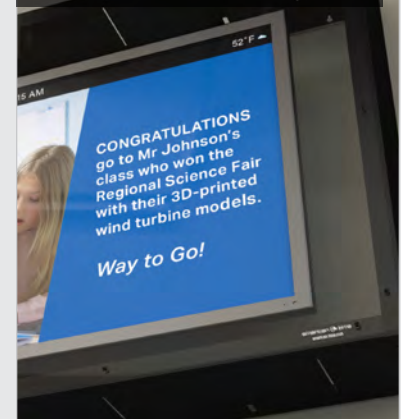 15 AM
52°F
CONGRATULATIONS
go to Mr Johnson's
class who won the
Regional Science Fair
with their 3D-printed
wind turbine models.
Way to Go!